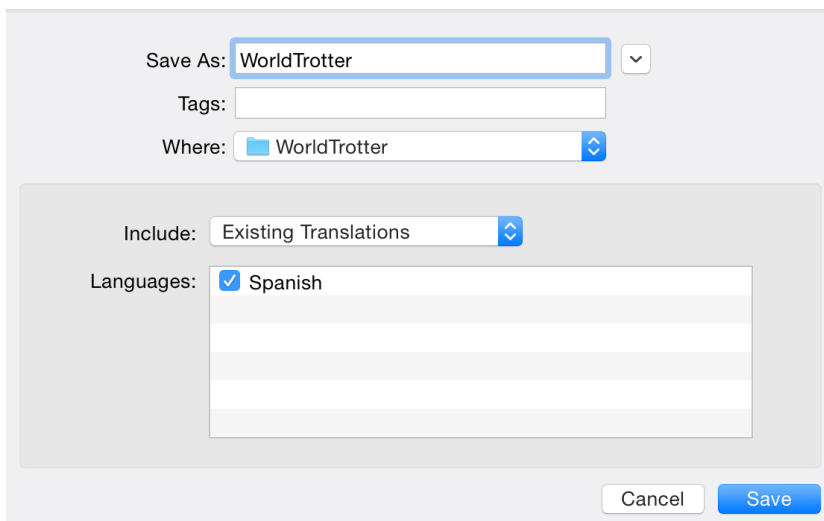 Save As: WorldTrotter
Tags:
Where: WorldTrotter
Include: Existing Translations
Languages: Spanish
Cancel Save